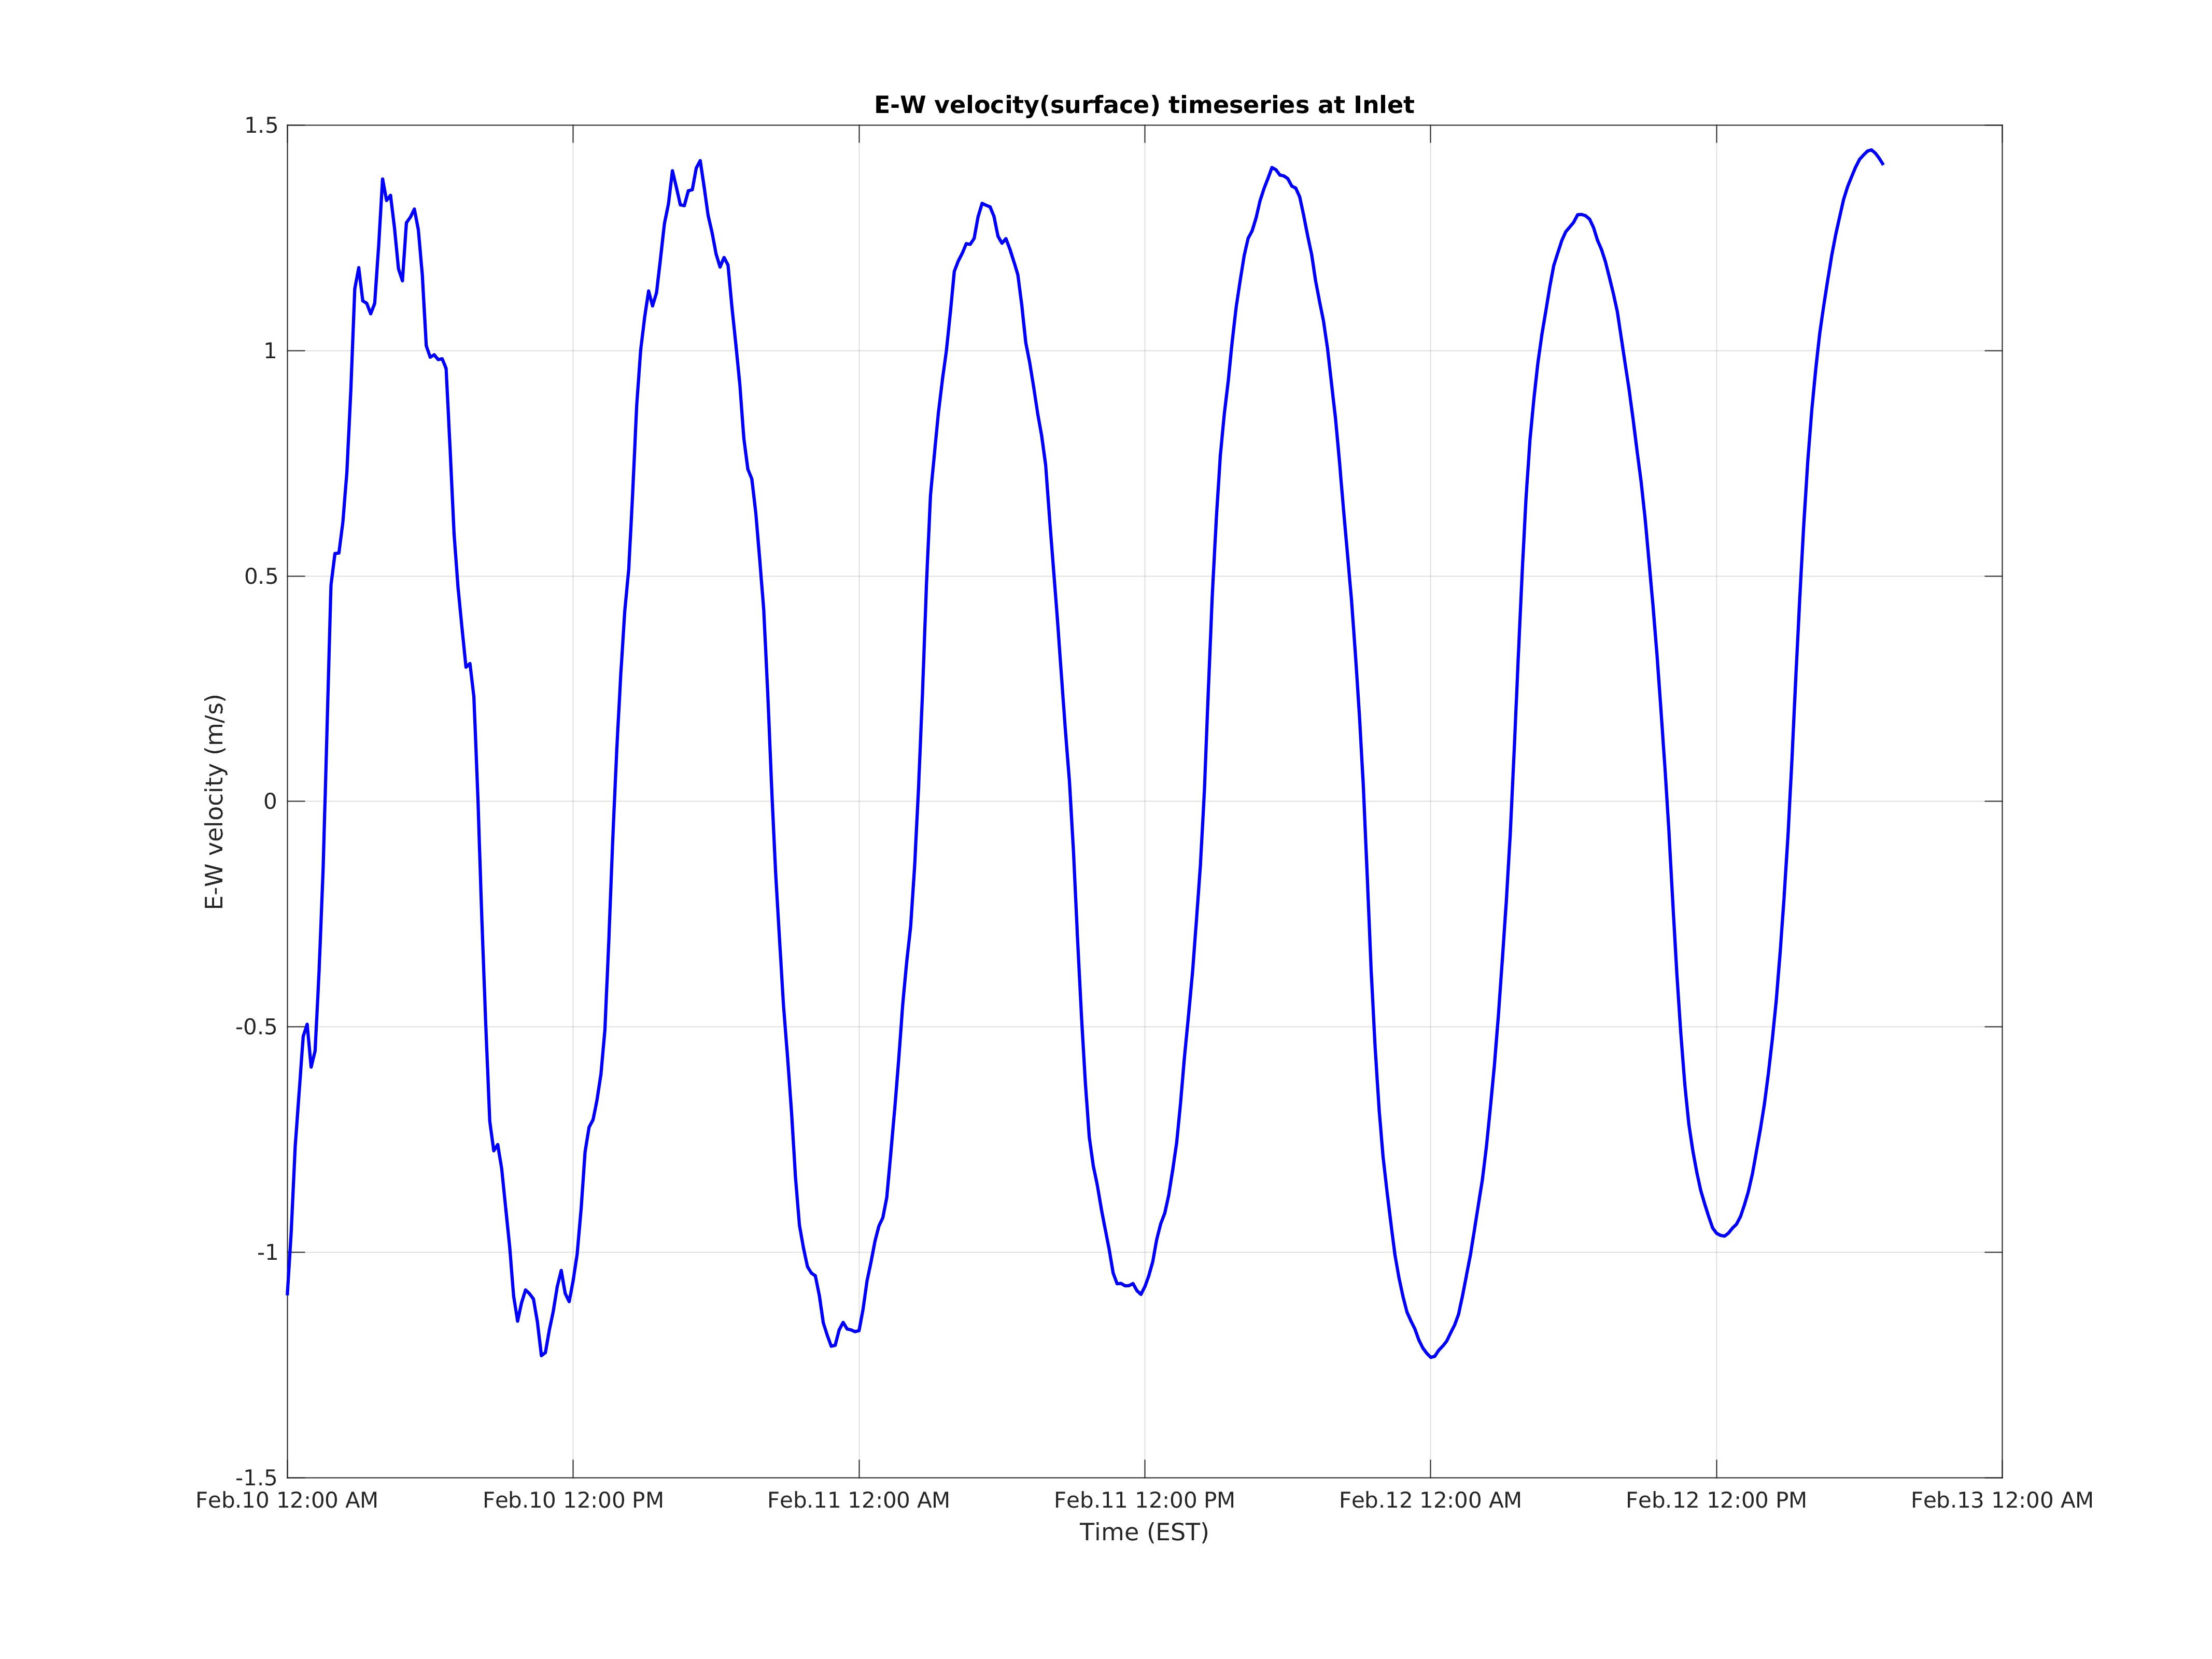 E-W velocity(surface) timeseries at Inlet
1.5
1
0.5
0
-0.5
-1
-1.5
E-W velocity (m/s)
Feb.10 12:00 AM Feb.10 12:00 PM Feb.11 12:00 AM Feb.11 12:00 PM Feb.12 12:00 AM Feb.12 12:00 PM Feb.13 12:00 AM
Time (EST)